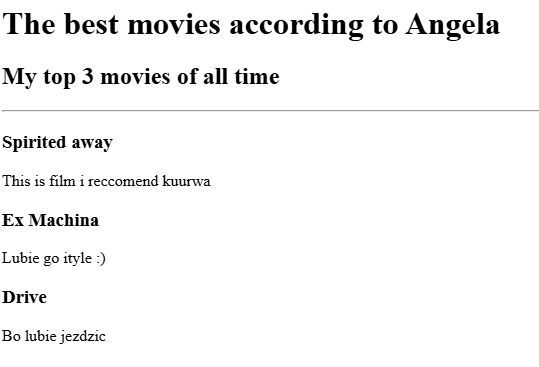 The best movies according to Angela
My top 3 movies of all time
Spirited away
This is film i reccomend kuurwa
Ex Machina
Lubie go ityle :)
Drive
Bo lubie jezdzic